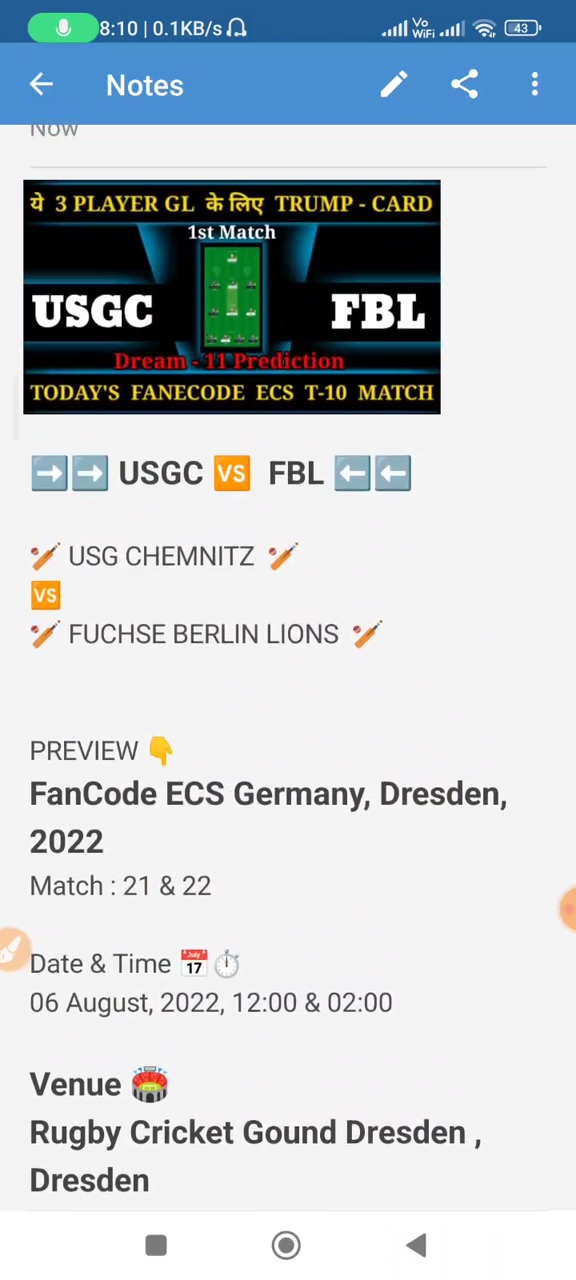 8:10 | 0.1KB/s Vo WiFi 43
Notes
Now
ये 3 PLAYER GL के लिए TRUMP - CARD
1st Match
USGC FBL
Dream - 11 Prediction
TODAY'S FANECODE ECS T-10 MATCH
➡️➡️ USGC 🆚 FBL ⬅️⬅️
🏏 USG CHEMNITZ 🏏
🆚
🏏 FUCHSE BERLIN LIONS 🏏
PREVIEW 👇
FanCode ECS Germany, Dresden,
2022
Match : 21 & 22
Date & Time 📅⏱️
06 August, 2022, 12:00 & 02:00
Venue 🏟️
Rugby Cricket Gound Dresden ,
Dresden